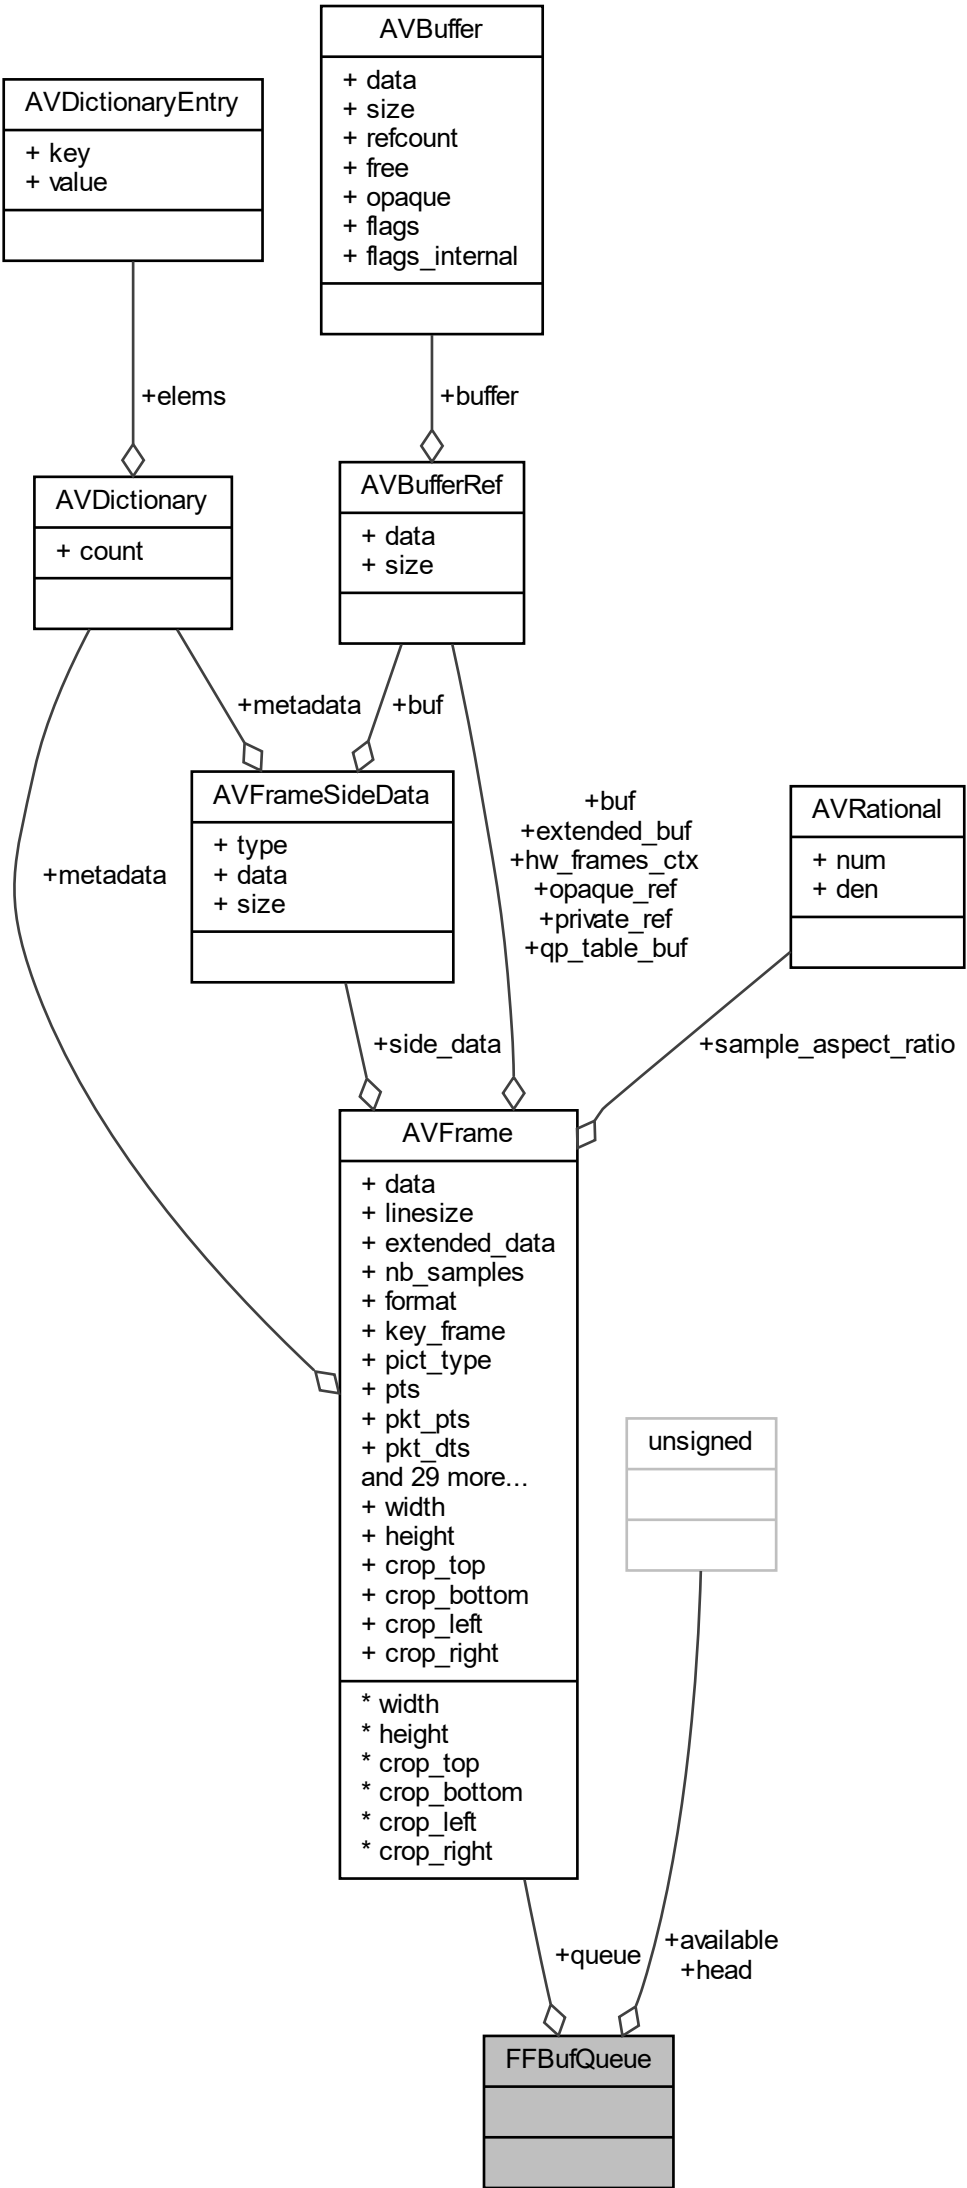 AVBuffer
+ data
+ size
+ refcount
+ free
+ opaque
+ flags
+ flags_internal
AVDictionaryEntry
+ key
+ value
+elems
+buffer
AVDictionary
+ count
AVBufferRef
+ data
+ size
+metadata
+buf
AVFrameSideData
+ type
+ data
+ size
+metadata
+buf
+extended_buf
+hw_frames_ctx
+opaque_ref
+private_ref
+qp_table_buf
AVRational
+ num
+ den
+side_data
+sample_aspect_ratio
AVFrame
+ data
+ linesize
+ extended_data
+ nb_samples
+ format
+ key_frame
+ pict_type
+ pts
+ pkt_pts
+ pkt_dts
and 29 more...
+ width
+ height
+ crop_top
+ crop_bottom
+ crop_left
+ crop_right
* width
* height
* crop_top
* crop_bottom
* crop_left
* crop_right
unsigned
+queue
+available
+head
FFBufQueue